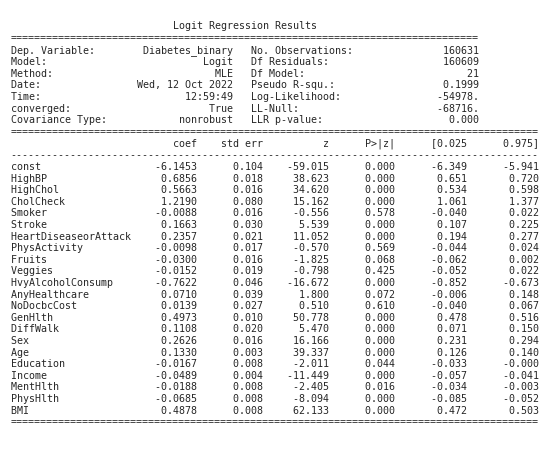 Logit Regression Results
==============================================================================
Dep. Variable: Diabetes_binary No. Observations: 160631
Model: Logit Df Residuals: 160609
Method: MLE Df Model: 21
Date: Wed, 12 Oct 2022 Pseudo R-squ.: 0.1999
Time: 12:59:49 Log-Likelihood: -54978.
converged: True LL-Null: -68716.
Covariance Type: nonrobust LLR p-value: 0.000
========================================================================================
coef std err z P>|z| [0.025 0.975]
----------------------------------------------------------------------------------------
const -6.1453 0.104 -59.015 0.000 -6.349 -5.941
HighBP 0.6856 0.018 38.623 0.000 0.651 0.720
HighChol 0.5663 0.016 34.620 0.000 0.534 0.598
CholCheck 1.2190 0.080 15.162 0.000 1.061 1.377
Smoker -0.0088 0.016 -0.556 0.578 -0.040 0.022
Stroke 0.1663 0.030 5.539 0.000 0.107 0.225
HeartDiseaseorAttack 0.2357 0.021 11.052 0.000 0.194 0.277
PhysActivity -0.0098 0.017 -0.570 0.569 -0.044 0.024
Fruits -0.0300 0.016 -1.825 0.068 -0.062 0.002
Veggies -0.0152 0.019 -0.798 0.425 -0.052 0.022
HvyAlcoholConsump -0.7622 0.046 -16.672 0.000 -0.852 -0.673
AnyHealthcare 0.0710 0.039 1.800 0.072 -0.006 0.148
NoDocbcCost 0.0139 0.027 0.510 0.610 -0.040 0.067
GenHlth 0.4973 0.010 50.778 0.000 0.478 0.516
DiffWalk 0.1108 0.020 5.470 0.000 0.071 0.150
Sex 0.2626 0.016 16.166 0.000 0.231 0.294
Age 0.1330 0.003 39.337 0.000 0.126 0.140
Education -0.0167 0.008 -2.011 0.044 -0.033 -0.000
Income -0.0489 0.004 -11.449 0.000 -0.057 -0.041
MentHlth -0.0188 0.008 -2.405 0.016 -0.034 -0.003
PhysHlth -0.0685 0.008 -8.094 0.000 -0.085 -0.052
BMI 0.4878 0.008 62.133 0.000 0.472 0.503
========================================================================================